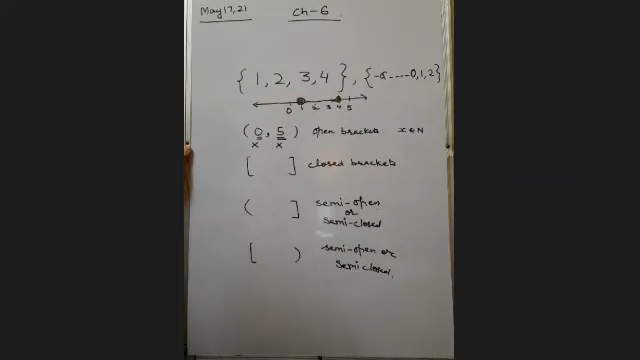 May 17, 21
Ch-6
{ 1, 2, 3, 4 } , { - ---- 0, 1, 2 }
0 1 2 3 4 5
( 0, 5 ) open brackets x ∈ N
x x
[ ] closed brackets
( ] semi-open
or
semi-closed
[ ) semi-open or
semi closed.